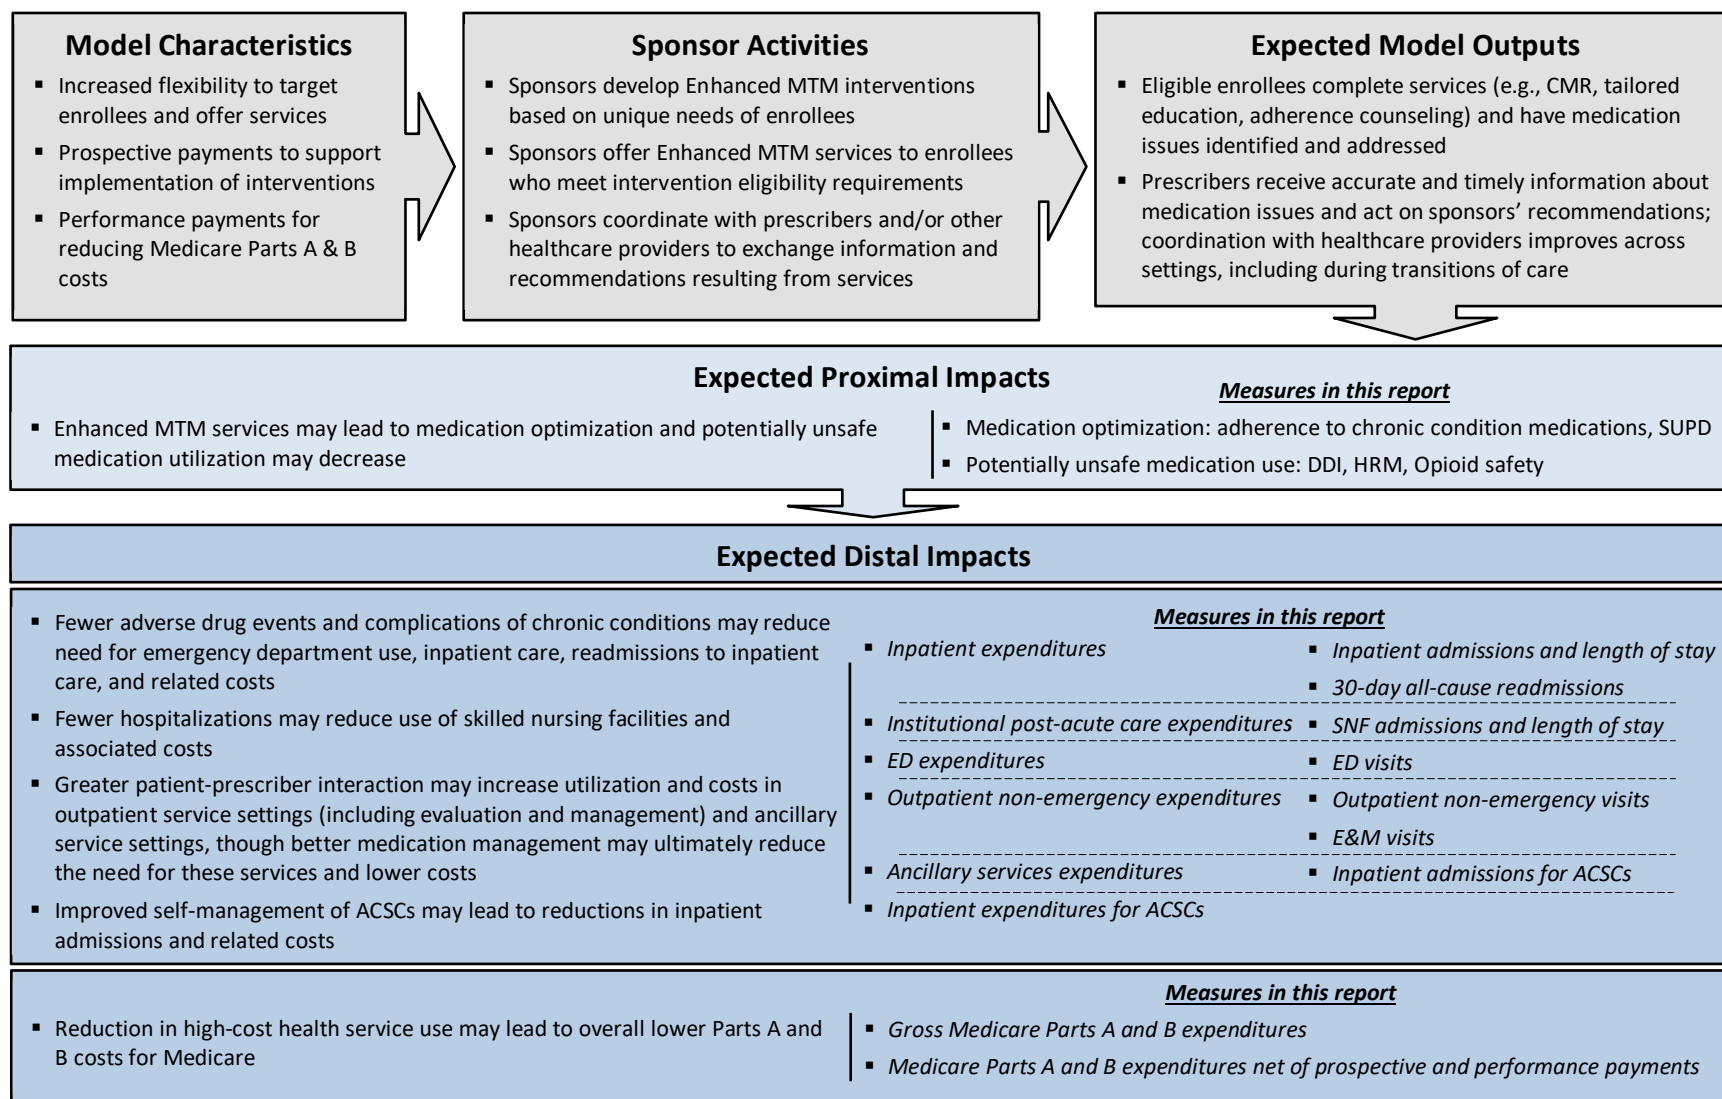 Model Characteristics
▪ Increased flexibility to target
enrollees and offer services
▪ Prospective payments to support
implementation of interventions
▪ Performance payments for
reducing Medicare Parts A & B
costs
Sponsor Activities
▪ Sponsors develop Enhanced MTM interventions
based on unique needs of enrollees
▪ Sponsors offer Enhanced MTM services to enrollees
who meet intervention eligibility requirements
▪ Sponsors coordinate with prescribers and/or other
healthcare providers to exchange information and
recommendations resulting from services
Expected Model Outputs
▪ Eligible enrollees complete services (e.g., CMR, tailored
education, adherence counseling) and have medication
issues identified and addressed
▪ Prescribers receive accurate and timely information about
medication issues and act on sponsors’ recommendations;
coordination with healthcare providers improves across
settings, including during transitions of care
Expected Proximal Impacts
▪ Enhanced MTM services may lead to medication optimization and potentially unsafe
medication utilization may decrease
Measures in this report
▪ Medication optimization: adherence to chronic condition medications, SUPD
▪ Potentially unsafe medication use: DDI, HRM, Opioid safety
Expected Distal Impacts
▪ Fewer adverse drug events and complications of chronic conditions may reduce
need for emergency department use, inpatient care, readmissions to inpatient
care, and related costs
▪ Fewer hospitalizations may reduce use of skilled nursing facilities and
associated costs
▪ Greater patient-prescriber interaction may increase utilization and costs in
outpatient service settings (including evaluation and management) and ancillary
service settings, though better medication management may ultimately reduce
the need for these services and lower costs
▪ Improved self-management of ACSCs may lead to reductions in inpatient
admissions and related costs
Measures in this report
▪ Inpatient expenditures
▪ Inpatient admissions and length of stay
▪ 30-day all-cause readmissions
▪ Institutional post-acute care expenditures
▪ SNF admissions and length of stay
▪ ED expenditures
▪ ED visits
▪ Outpatient non-emergency expenditures
▪ Outpatient non-emergency visits
▪ E&M visits
▪ Ancillary services expenditures
▪ Inpatient admissions for ACSCs
▪ Inpatient expenditures for ACSCs
▪ Reduction in high-cost health service use may lead to overall lower Parts A and
B costs for Medicare
Measures in this report
▪ Gross Medicare Parts A and B expenditures
▪ Medicare Parts A and B expenditures net of prospective and performance payments